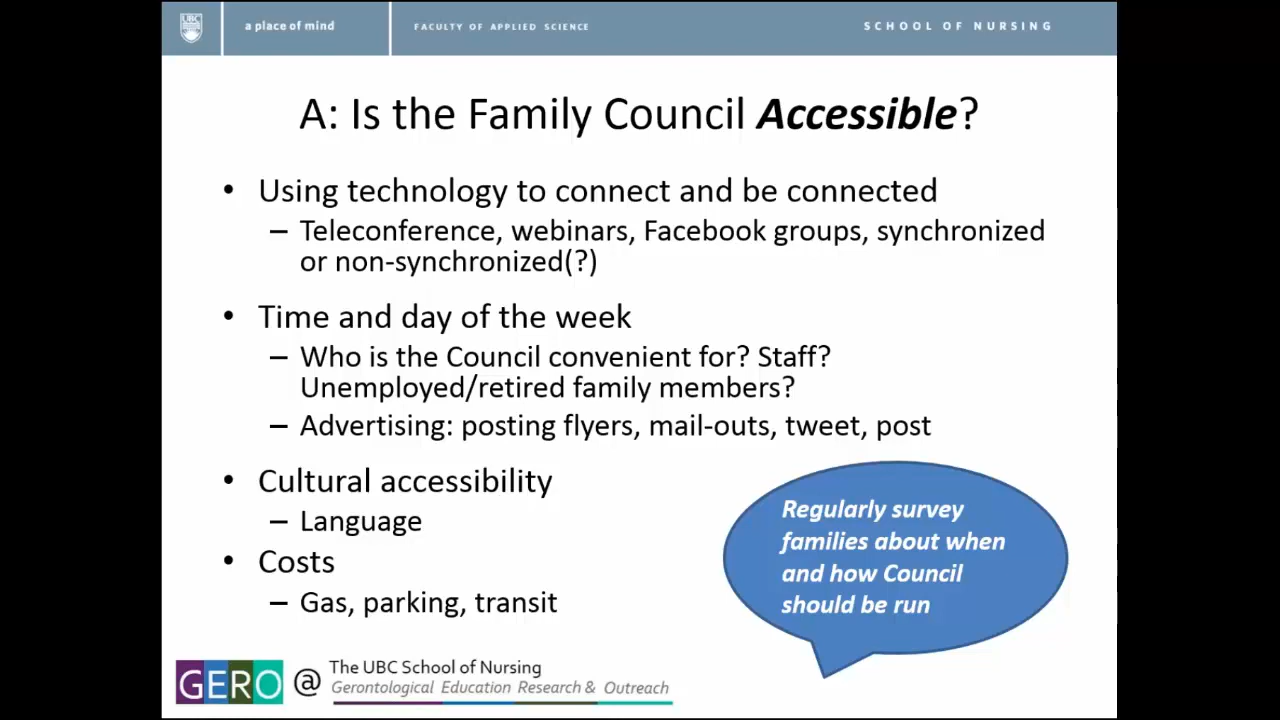 UBC
a place of mind
FACULTY OF APPLIED SCIENCE
SCHOOL OF NURSING
A: Is the Family Council Accessible?
• Using technology to connect and be connected
– Teleconference, webinars, Facebook groups, synchronized
or non-synchronized(?)
• Time and day of the week
– Who is the Council convenient for? Staff?
Unemployed/retired family members?
– Advertising: posting flyers, mail-outs, tweet, post
• Cultural accessibility
– Language
• Costs
– Gas, parking, transit
Regularly survey
families about when
and how Council
should be run
GERO @
The UBC School of Nursing
Gerontological Education Research & Outreach